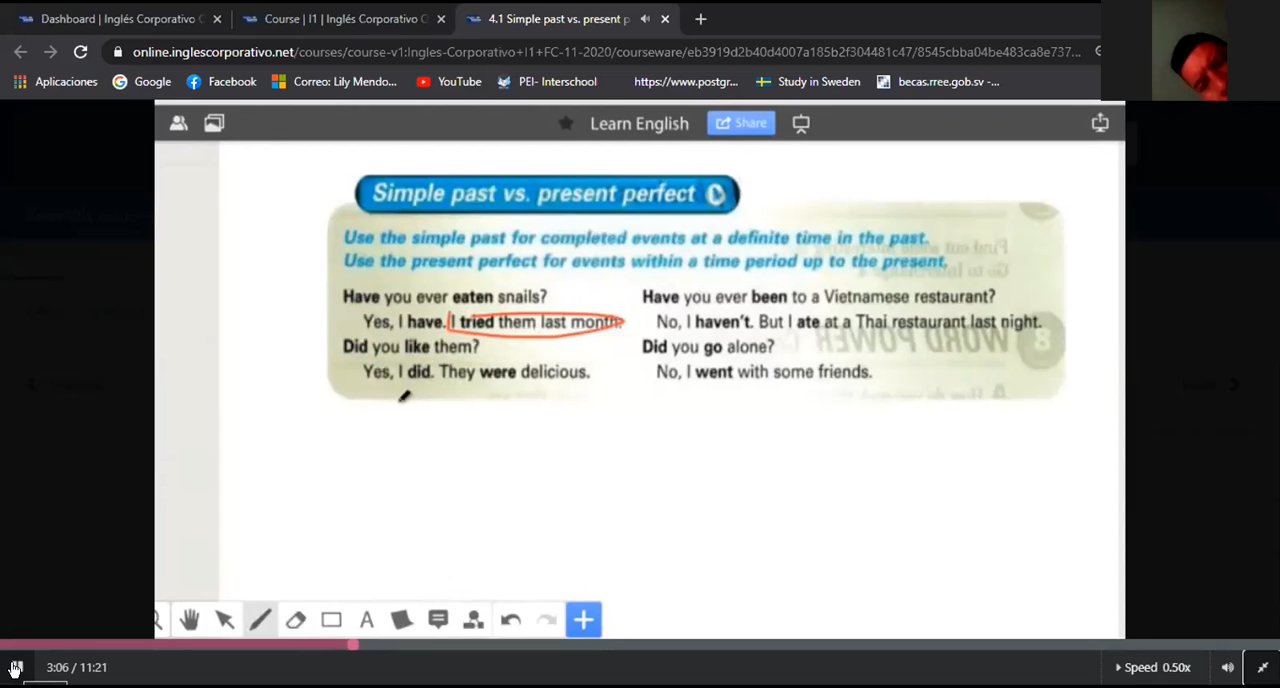 Dashboard | Inglés Corporativo C
Course | I1 | Inglés Corporativo C
4.1 Simple past vs. present p
online.inglescorporativo.net/courses/course-v1:Ingles-Corporativo+I1+FC-11-2020/courseware/eb3919d2b40d4007a185b2f304481c47/8545cbba04be483ca8e737...
Aplicaciones Google Facebook Correo: Lily Mendo... YouTube PEI- Interschool https://www.postgr... Study in Sweden becas.rree.gob.sv -...
Learn English Share
Simple past vs. present perfect
Use the simple past for completed events at a definite time in the past.
Use the present perfect for events within a time period up to the present.
Have you ever eaten snails?
Yes, I have. I tried them last month.
Did you like them?
Yes, I did. They were delicious.
Have you ever been to a Vietnamese restaurant?
No, I haven't. But I ate at a Thai restaurant last night.
Did you go alone?
No, I went with some friends.
WORD POWER
8
A
3:06 / 11:21
Speed 0.50x